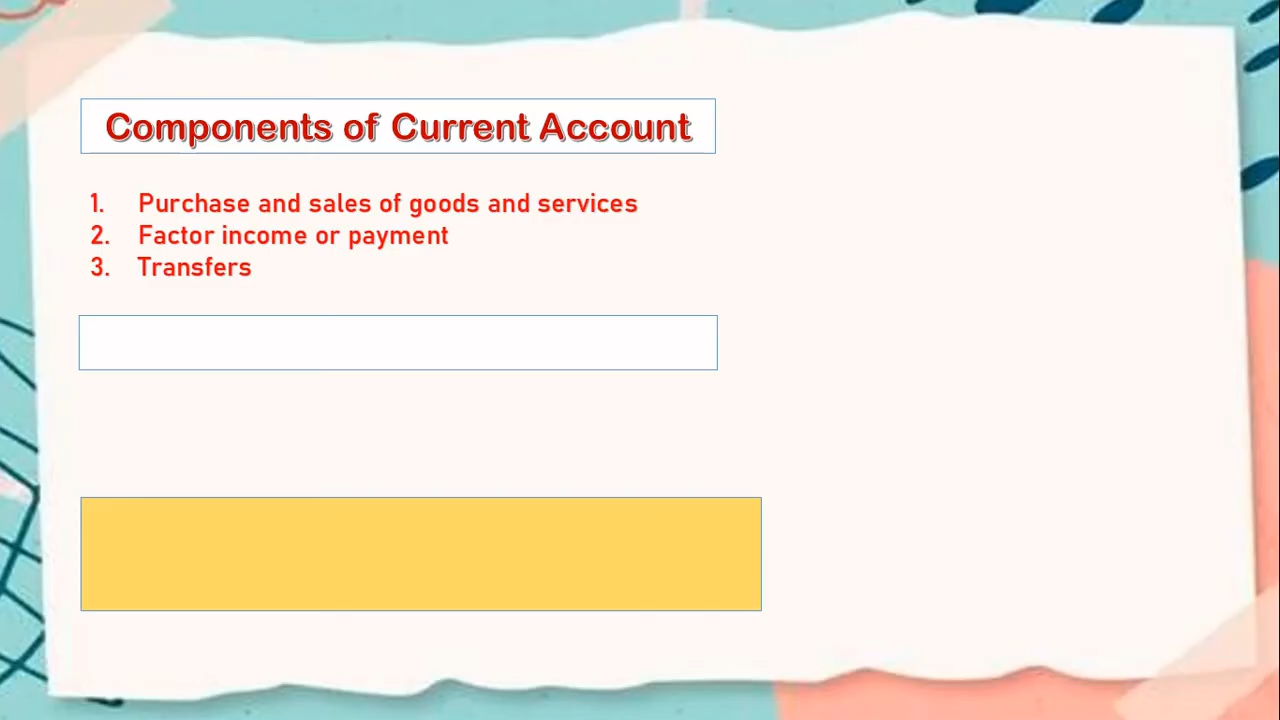 Components of Current Account
1. Purchase and sales of goods and services
2. Factor income or payment
3. Transfers